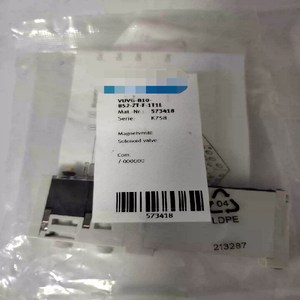 VUVG-B10-
B52-ZT-F-1T1L
Mat.-Nr.: 573418
Serie: K758
Magnetventil
Solenoid valve
Com.
7 000000
573418
04
LDPE
213287